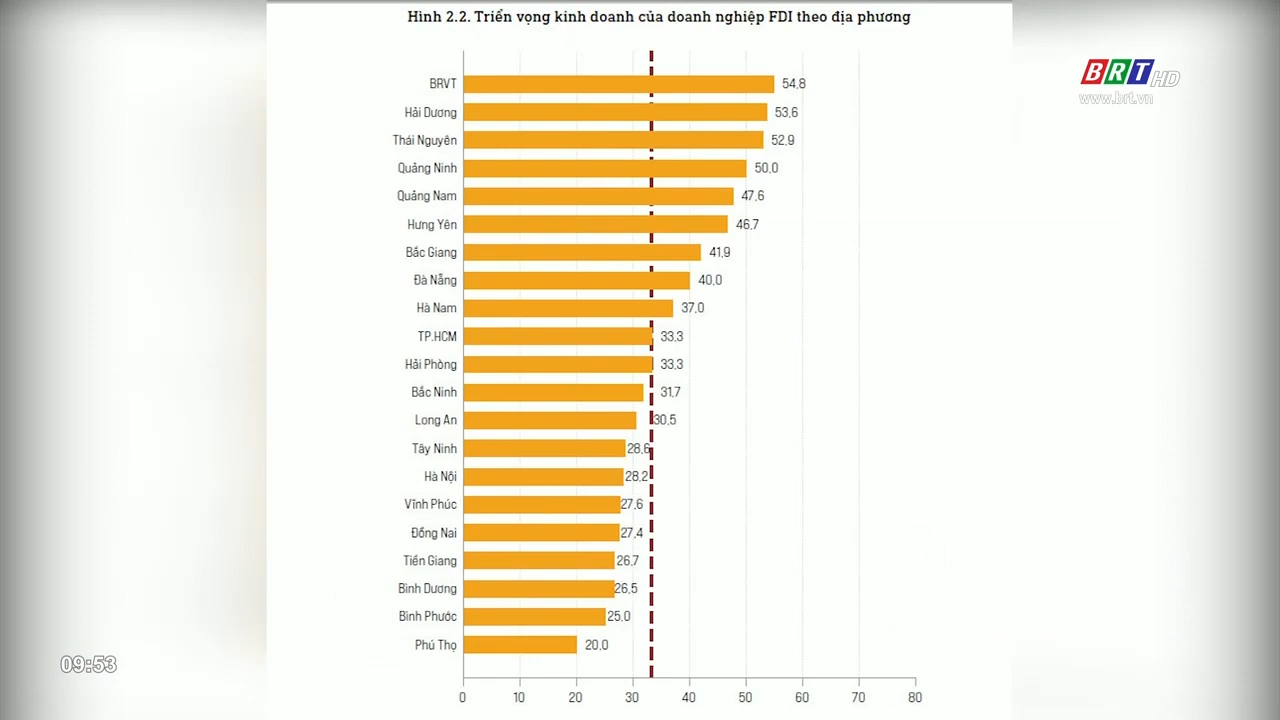 Hình 2.2. Triển vọng kinh doanh của doanh nghiệp FDI theo địa phương
BRT HD
www.brt.vn
BRVT 54,8
Hải Dương 53,6
Thái Nguyên 52,9
Quảng Ninh 50,0
Quảng Nam 47,6
Hưng Yên 46,7
Bắc Giang 41,9
Đà Nẵng 40,0
Hà Nam 37,0
TP.HCM 33,3
Hải Phòng 33,3
Bắc Ninh 31,7
Long An 30,5
Tây Ninh 28,6
Hà Nội 28,2
Vĩnh Phúc 27,6
Đồng Nai 27,4
Tiền Giang 26,7
Bình Dương 26,5
Bình Phước 25,0
Phú Thọ 20,0
09:53
0 10 20 30 40 50 60 70 80